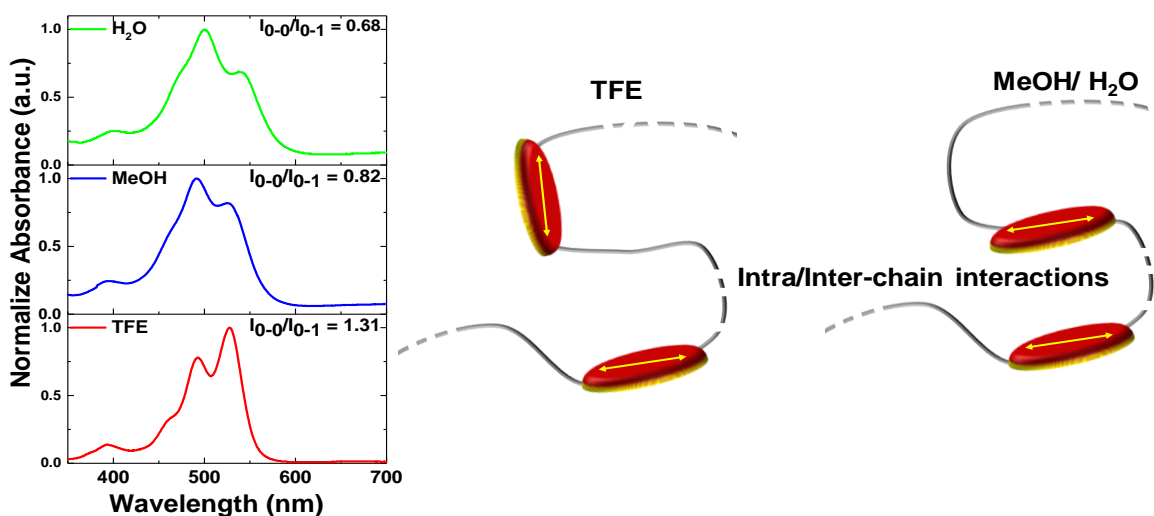 Normalize Absorbance (a.u.)
1.0
H₂O
I₀₋₀/I₀₋₁ = 0.68
0.5
0.0
1.0
MeOH
I₀₋₀/I₀₋₁ = 0.82
0.5
0.0
1.0
TFE
I₀₋₀/I₀₋₁ = 1.31
0.5
0.0
400 500 600 700
Wavelength (nm)
TFE
MeOH/ H₂O
Intra/Inter-chain interactions